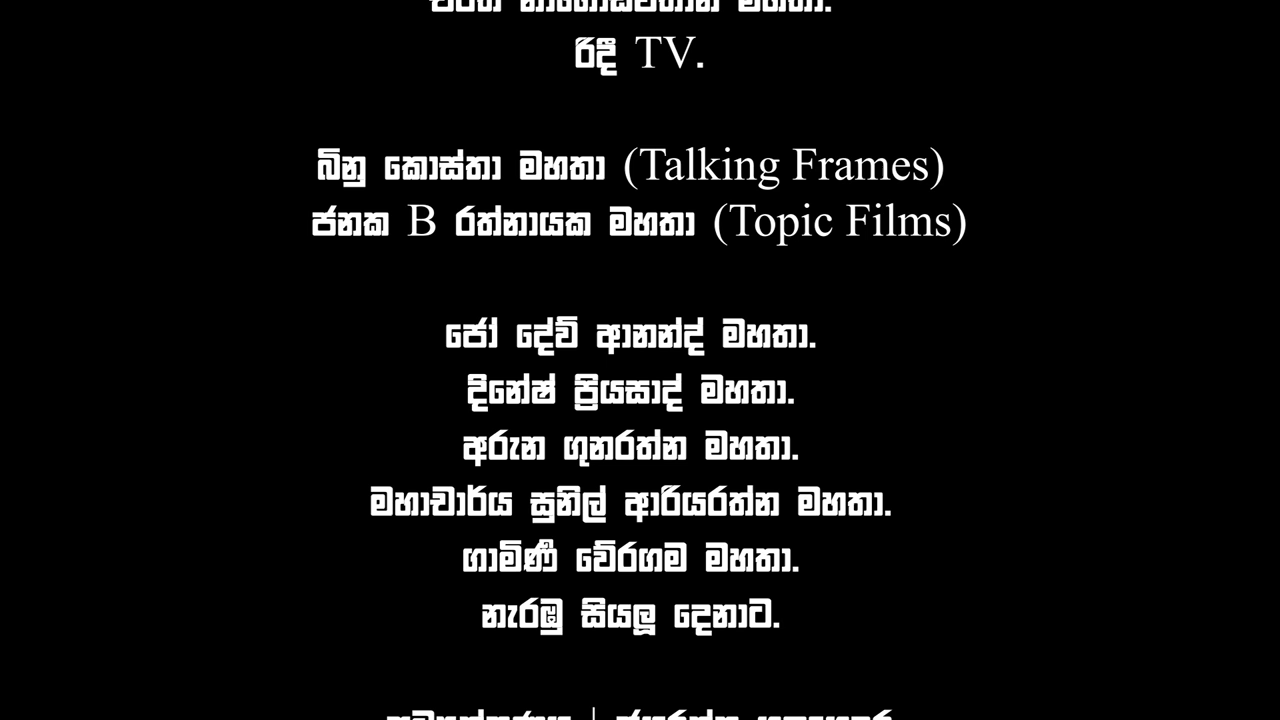 මහතා.
රිදී TV.
බිනු කොස්තා මහතා (Talking Frames)
ජනක B රත්නායක මහතා (Topic Films)
ජෝ දේව් ආනන්ද් මහතා.
දිනේෂ් ප්‍රියසාද් මහතා.
අරුන ගුනරත්න මහතා.
මහාචාර්ය සුනිල් ආරියරත්න මහතා.
ගාමිණී වේරගම මහතා.
නැරඹු සියලූ දෙනාට.